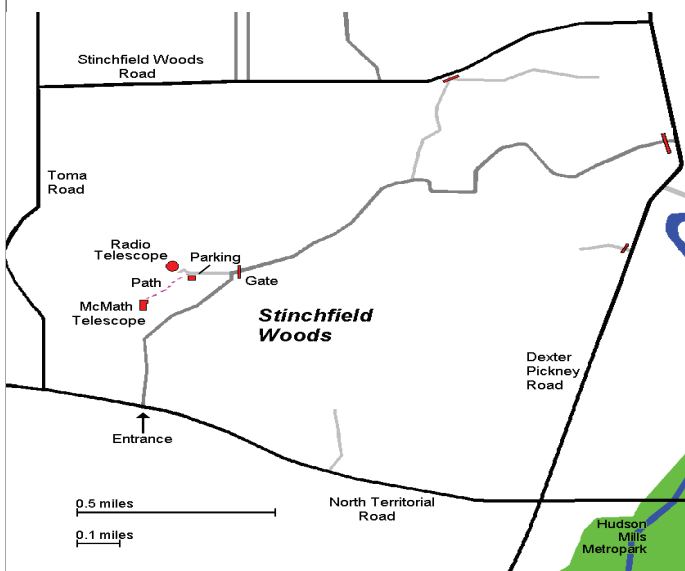 Stinchfield Woods
Road
Toma
Road
Radio
Telescope
Parking
Path
Gate
McMath
Telescope
Stinchfield
Woods
Dexter
Pickney
Road
Entrance
0.5 miles
North Territorial
Road
0.1 miles
Hudson
Mills
Metropark